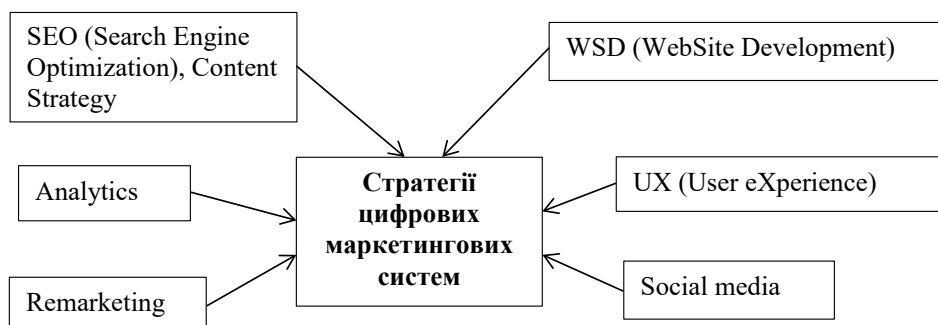 SEO (Search Engine
Optimization), Content
Strategy
WSD (WebSite Development)
Analytics
Стратегії
цифрових
маркетингових
систем
UX (User eXperience)
Remarketing
Social media